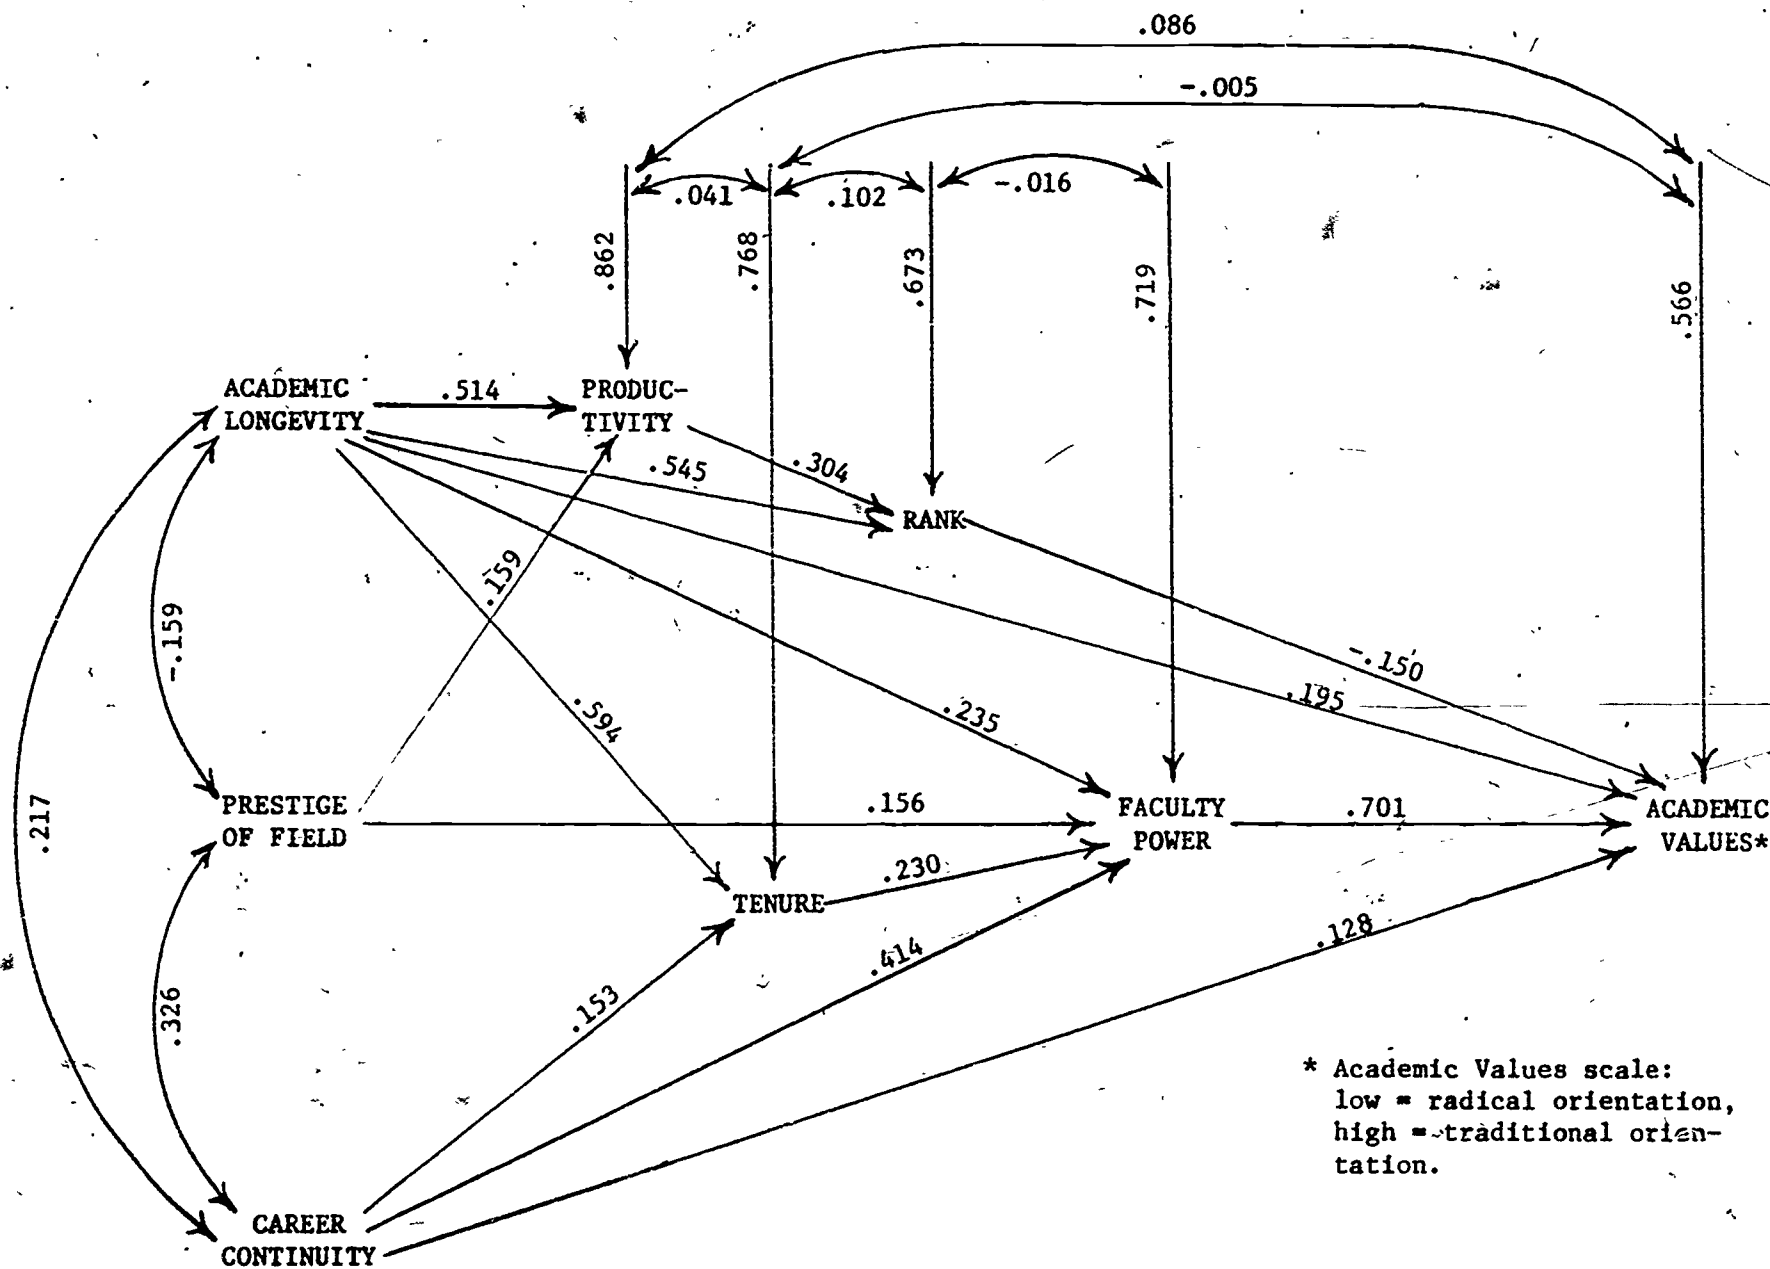 .086
-.005
.041
.102
-.016
.862
.768
.673
.719
.566
ACADEMIC
LONGEVITY
.514
PRODUC-
TIVITY
.545
.304
RANK
.159
-.159
-.150
.195
.594
.235
.217
PRESTIGE
OF FIELD
.156
FACULTY
POWER
.701
ACADEMIC
VALUES*
.230
TENURE
.414
.128
.326
.153
* Academic Values scale:
low = radical orientation,
high = traditional orien-
tation.
CAREER
CONTINUITY